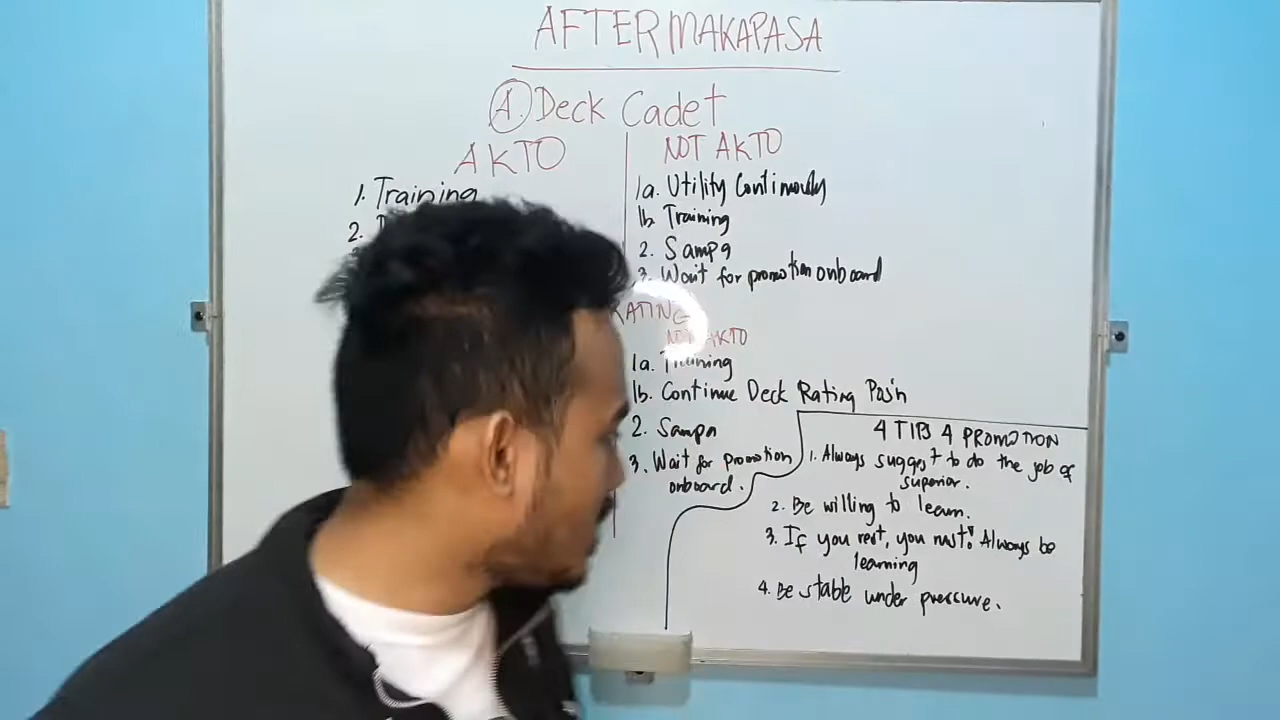 AFTER MAKAPASA
A. Deck Cadet
AKTO
1. Training
2.
NOT AKTO
1a. Utility Continously
1b. Training
2. Sampa
3. Wait for promotion onboard
RATING
NOT AKTO
1a. Training
1b. Continue Deck Rating Pos'n
2. Sampa
3. Wait for promotion
onboard.
4 TIPS 4 PROMOTION
1. Always suggest to do the job of
superior.
2. Be willing to learn.
3. If you rest, you rust! Always be
learning
4. Be stable under pressure.